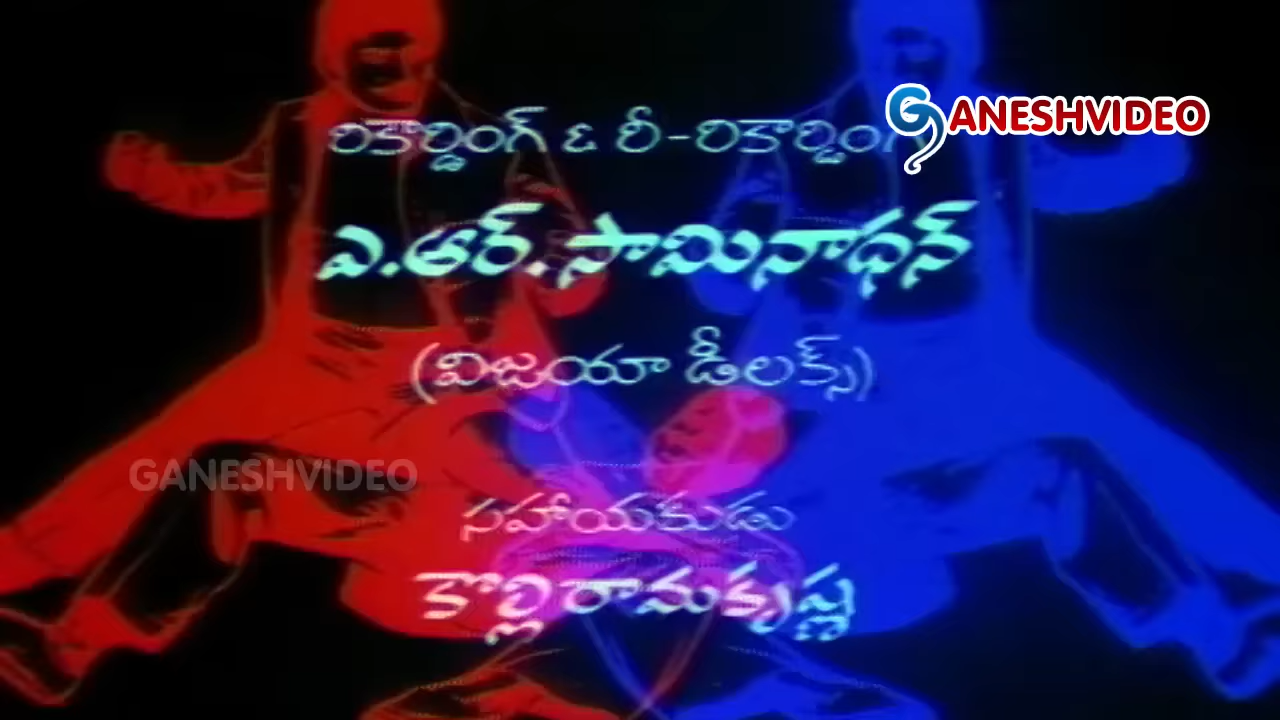 రికార్డింగ్ & రీ-రికార్డింగ్
GANESHVIDEO
ఎ.ఆర్.సామినాధన్
(విజయా డీలక్స్)
GANESHVIDEO
సహాయకుడు
కొల్లిరామకృష్ణ